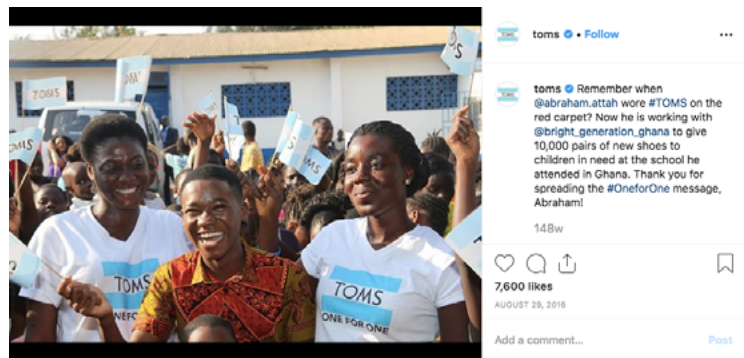 TOMS
TOMS
TOMS
TOMS
TOMS
ONE FOR ONE
toms • Follow
toms Remember when
@abraham.attah wore #TOMS on the
red carpet? Now he is working with
@bright_generation_ghana to give
10,000 pairs of new shoes to
children in need at the school he
attended in Ghana. Thank you for
spreading the #OneforOne message,
Abraham!
148w
7,600 likes
AUGUST 29, 2016
Add a comment...
Post